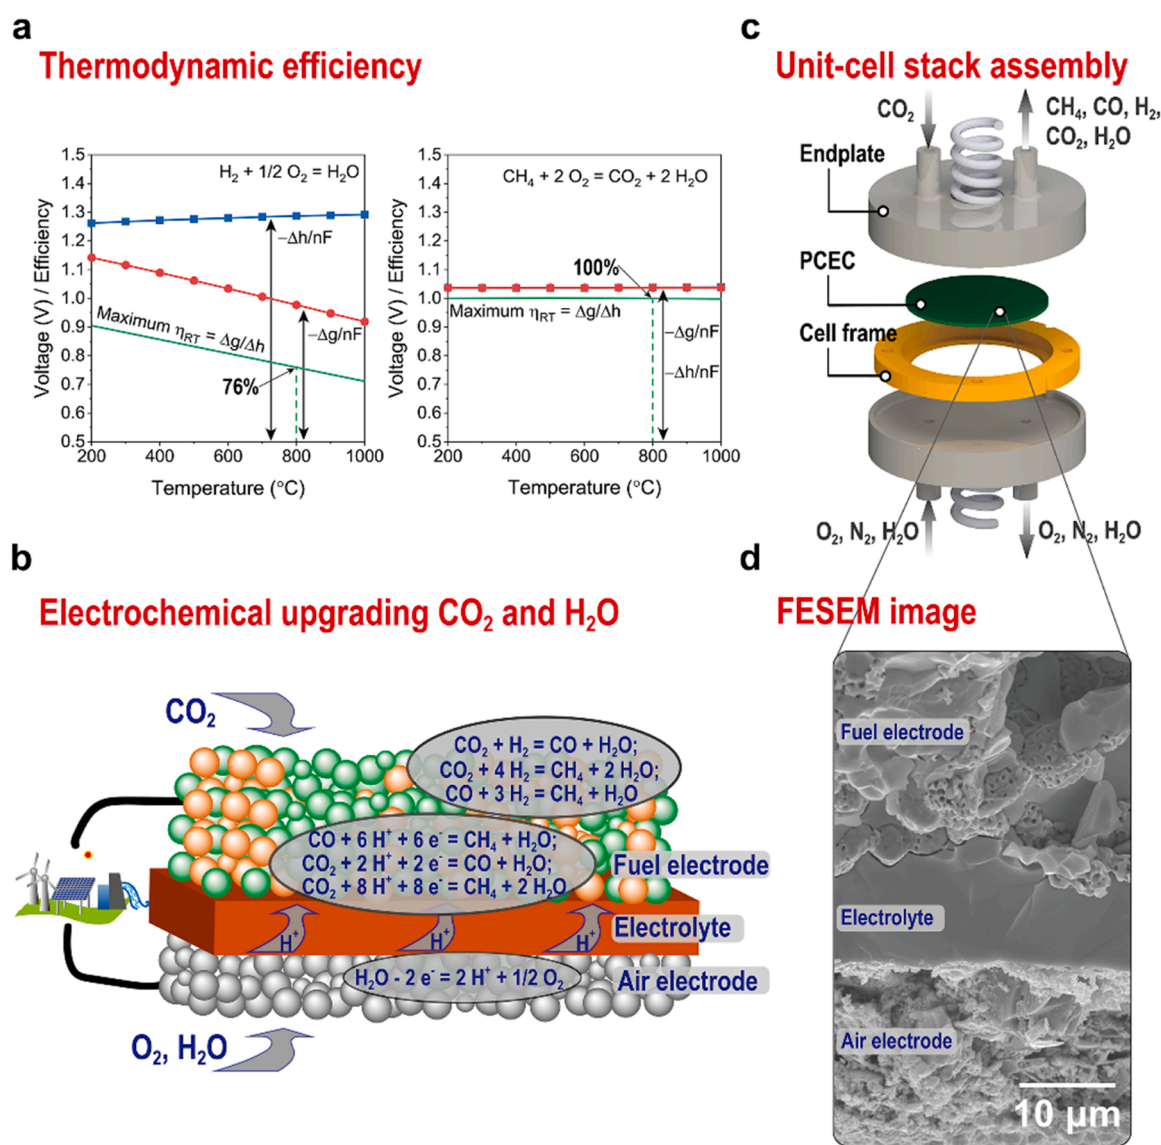 a
Thermodynamic efficiency
Voltage (V) / Efficiency
1.5
1.4
1.3
1.2
1.1
1.0
0.9
0.8
0.7
0.6
0.5
H₂ + 1/2 O₂ = H₂O
−Δh/nF
Maximum η_RT = Δg/Δh
−Δg/nF
76%
200 400 600 800 1000
Temperature (°C)
Voltage (V) / Efficiency
1.5
1.4
1.3
1.2
1.1
1.0
0.9
0.8
0.7
0.6
0.5
CH₄ + 2 O₂ = CO₂ + 2 H₂O
100%
Maximum η_RT = Δg/Δh
−Δg/nF
−Δh/nF
200 400 600 800 1000
Temperature (°C)
b
Electrochemical upgrading CO₂ and H₂O
CO₂
CO₂ + H₂ = CO + H₂O;
CO₂ + 4 H₂ = CH₄ + 2 H₂O;
CO + 3 H₂ = CH₄ + H₂O
CO + 6 H⁺ + 6 e⁻ = CH₄ + H₂O;
CO₂ + 2 H⁺ + 2 e⁻ = CO + H₂O;
CO₂ + 8 H⁺ + 8 e⁻ = CH₄ + 2 H₂O
Fuel electrode
H⁺ H⁺ H⁺
Electrolyte
H₂O - 2 e⁻ = 2 H⁺ + 1/2 O₂
Air electrode
O₂, H₂O
c
Unit-cell stack assembly
CO₂
CH₄, CO, H₂,
CO₂, H₂O
Endplate
PCEC
Cell frame
O₂, N₂, H₂O
O₂, N₂, H₂O
d
FESEM image
Fuel electrode
Electrolyte
Air electrode
10 µm